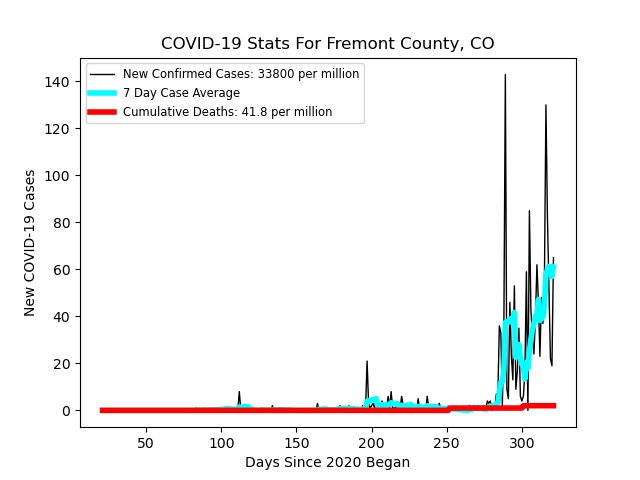 COVID-19 Stats For Fremont County, CO
New Confirmed Cases: 33800 per million
7 Day Case Average
Cumulative Deaths: 41.8 per million
New COVID-19 Cases
140
120
100
80
60
40
20
0
50 100 150 200 250 300
Days Since 2020 Began